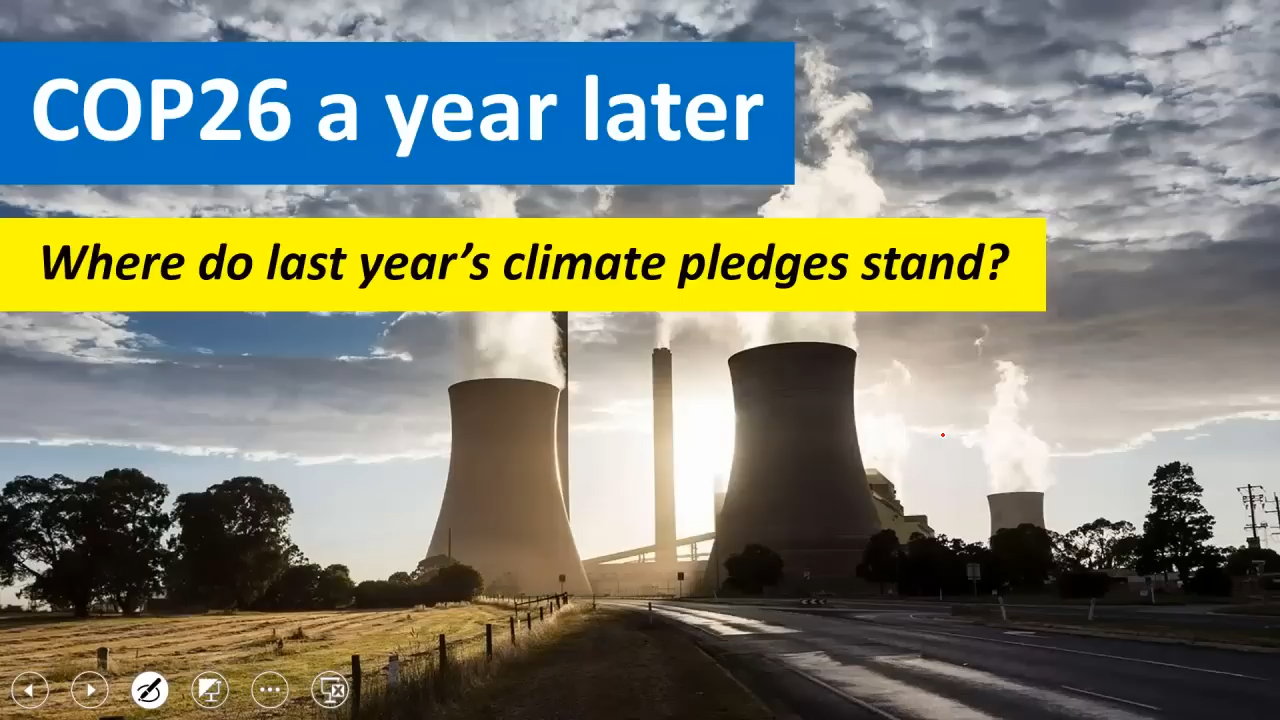 COP26 a year later
Where do last year’s climate pledges stand?